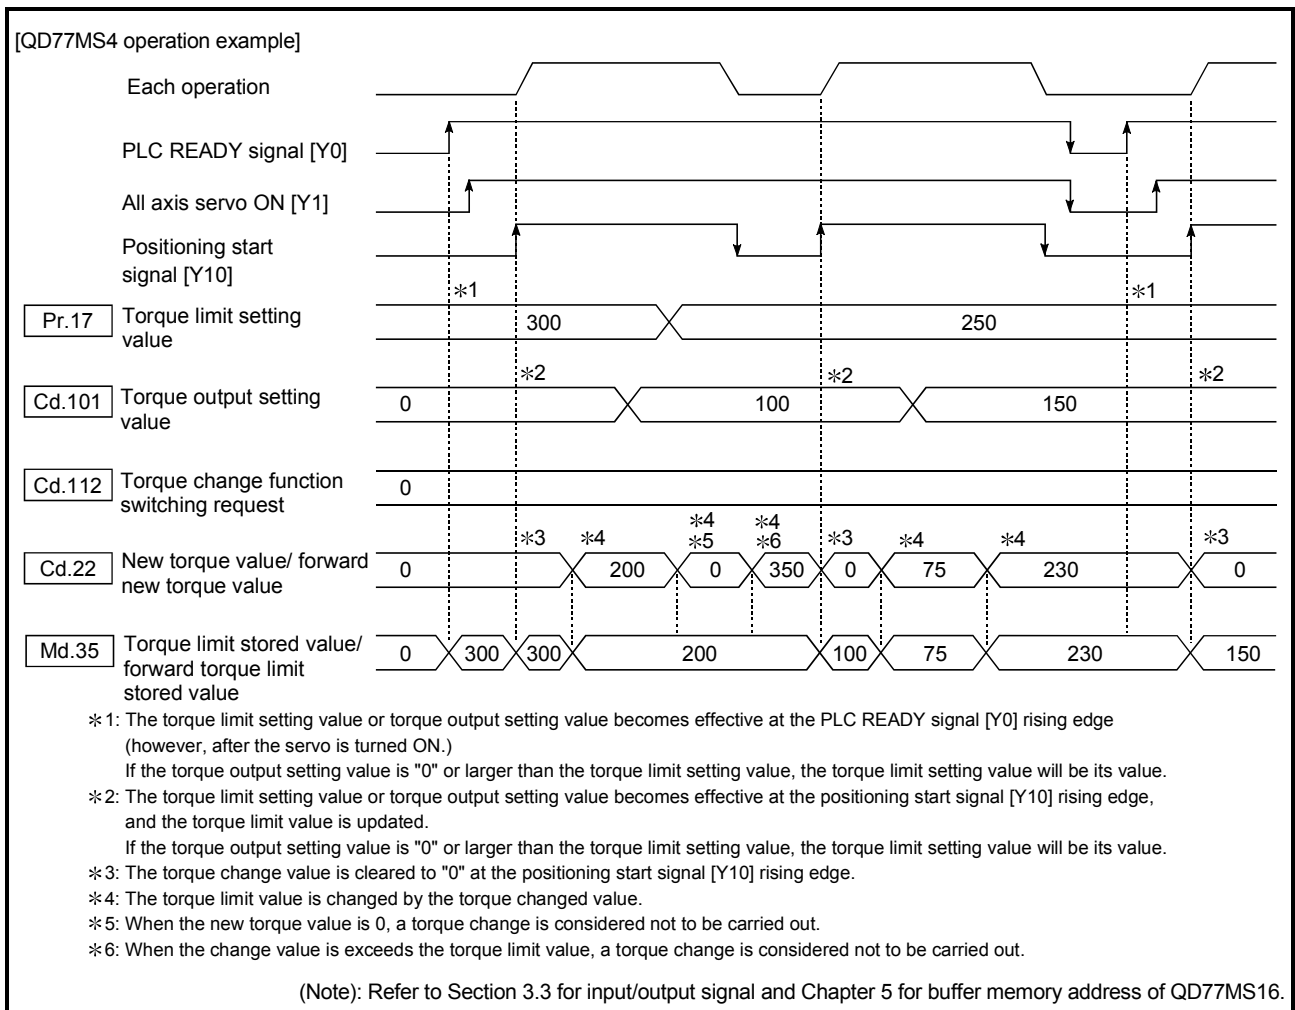 [QD77MS4 operation example]
Each operation
PLC READY signal [Y0]
All axis servo ON [Y1]
Positioning start
signal [Y10]
∗1 ∗1
Pr.17 Torque limit setting
value
300 250
∗2 ∗2 ∗2
Cd.101 Torque output setting
value
0 100 150
Cd.112 Torque change function
switching request
0
∗4 ∗4
∗3 ∗4 ∗5 ∗6 ∗3 ∗4 ∗4 ∗3
Cd.22 New torque value/ forward
new torque value
0 200 0 350 0 75 230 0
Md.35 Torque limit stored value/
forward torque limit
stored value
0 300 300 200 100 75 230 150
∗1: The torque limit setting value or torque output setting value becomes effective at the PLC READY signal [Y0] rising edge
(however, after the servo is turned ON.)
If the torque output setting value is "0" or larger than the torque limit setting value, the torque limit setting value will be its value.
∗2: The torque limit setting value or torque output setting value becomes effective at the positioning start signal [Y10] rising edge,
and the torque limit value is updated.
If the torque output setting value is "0" or larger than the torque limit setting value, the torque limit setting value will be its value.
∗3: The torque change value is cleared to "0" at the positioning start signal [Y10] rising edge.
∗4: The torque limit value is changed by the torque changed value.
∗5: When the new torque value is 0, a torque change is considered not to be carried out.
∗6: When the change value is exceeds the torque limit value, a torque change is considered not to be carried out.
(Note): Refer to Section 3.3 for input/output signal and Chapter 5 for buffer memory address of QD77MS16.